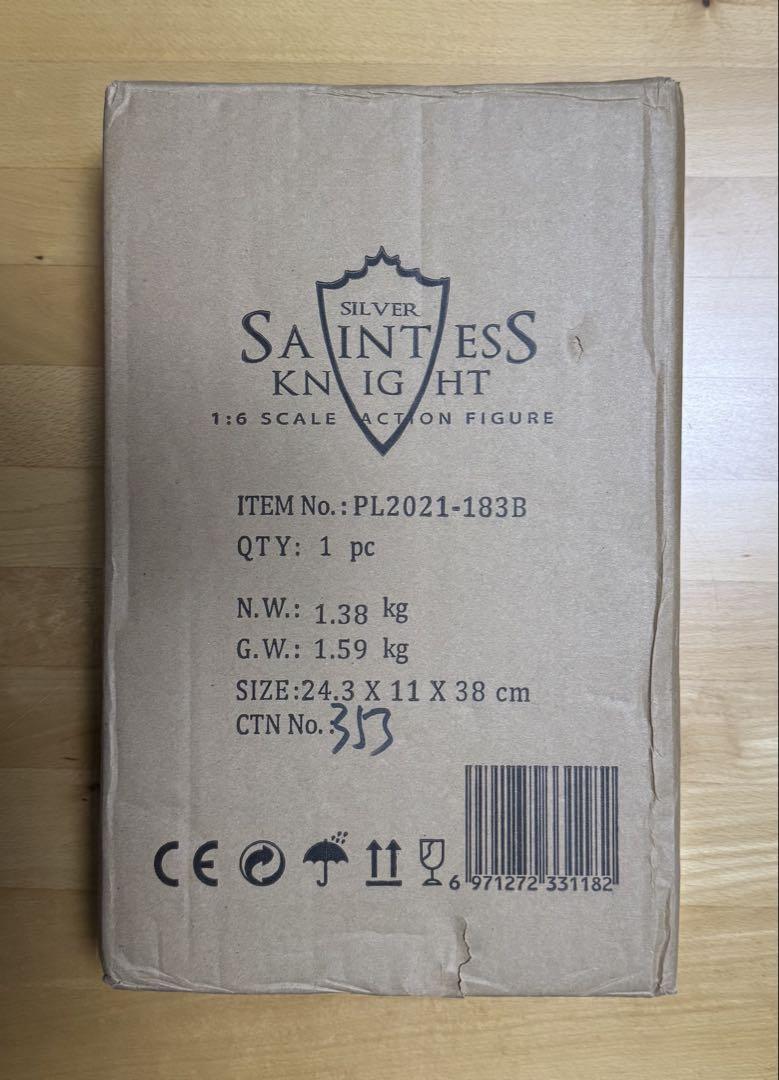 SILVER
SAINTESS
KNIGHT
1:6 SCALE ACTION FIGURE
ITEM No.: PL2021-183B
QTY: 1 pc
N.W.: 1.38 kg
G.W.: 1.59 kg
SIZE:24.3 X 11 X 38 cm
CTN No.:353
CE
6 971272 331182